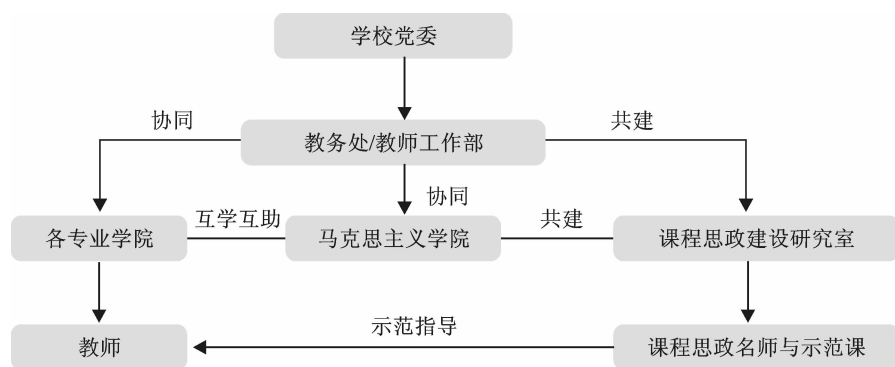 学校党委
协同
教务处/教师工作部
共建
协同
各专业学院
互学互助
马克思主义学院
共建
课程思政建设研究室
教师
示范指导
课程思政名师与示范课